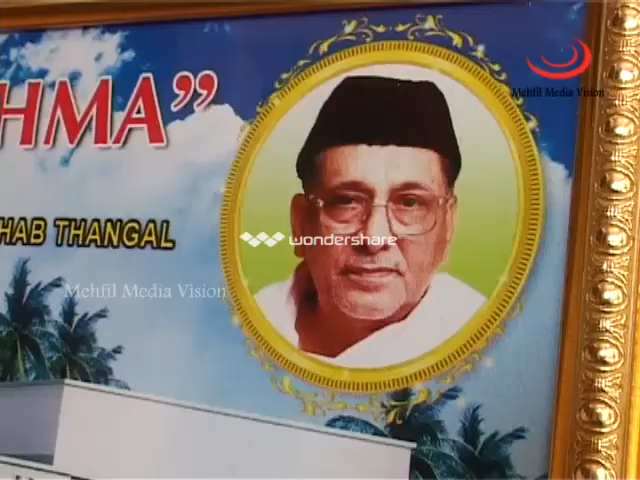 Mehfil Media Vision
HMA”
HAB THANGAL
wondershare
Mehfil Media Vision